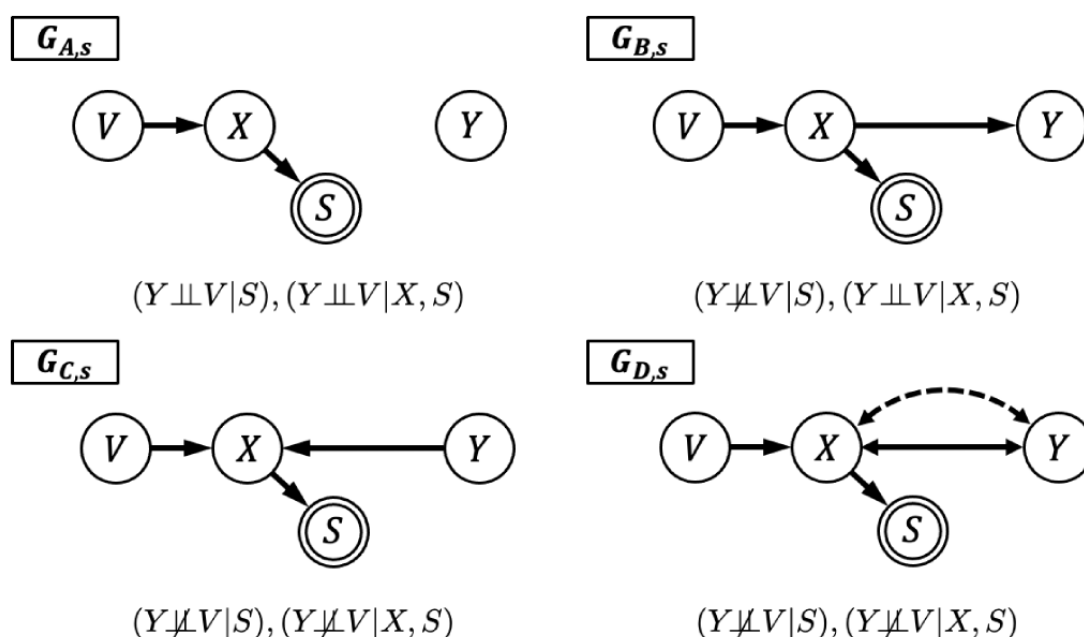 G_{A,s} G_{B,s}
V X Y V X Y
S S
(Y⫫V|S), (Y⫫V|X, S) (Y⫫̸V|S), (Y⫫V|X, S)
G_{C,s} G_{D,s}
V X Y V X Y
S S
(Y⫫̸V|S), (Y⫫̸V|X, S) (Y⫫̸V|S), (Y⫫̸V|X, S)